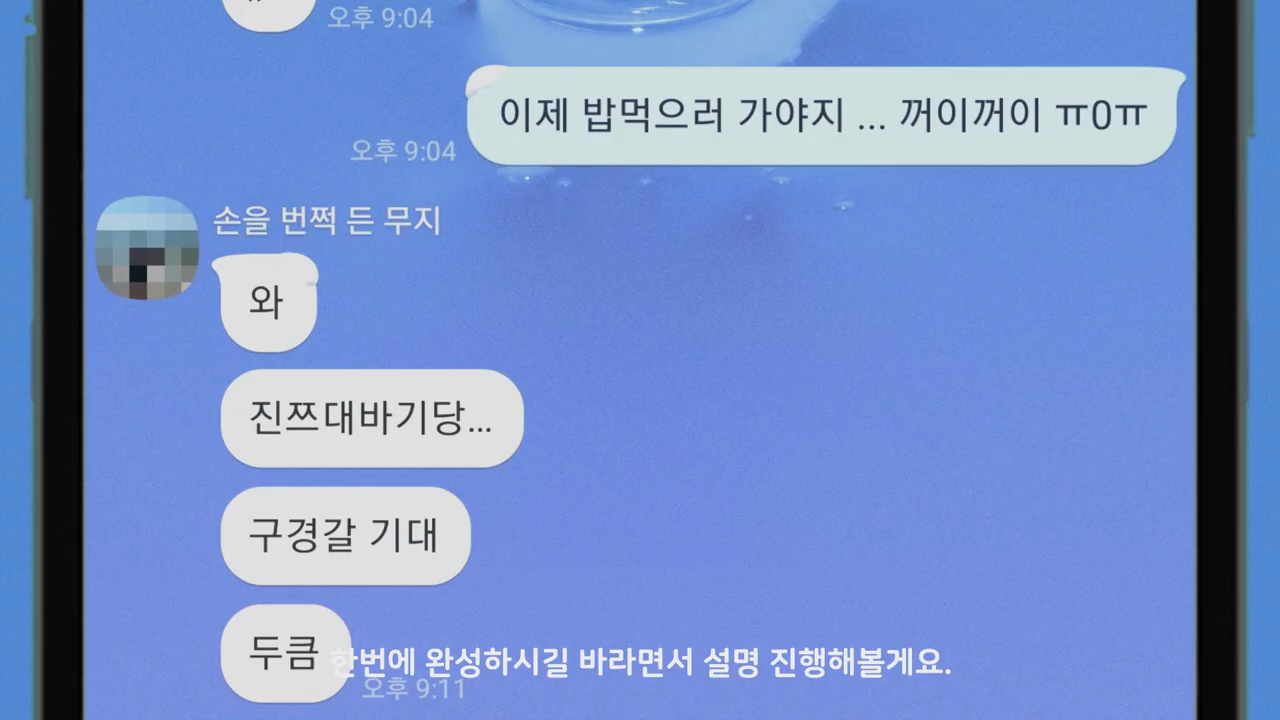 오후 9:04
이제 밥먹으러 가야지 ... 꺼이꺼이 ㅠ0ㅠ
오후 9:04
손을 번쩍 든 무지
와
진쯔대바기당...
구경갈 기대
두큼
오후 9:11
한번에 완성하시길 바라면서 설명 진행해볼게요.